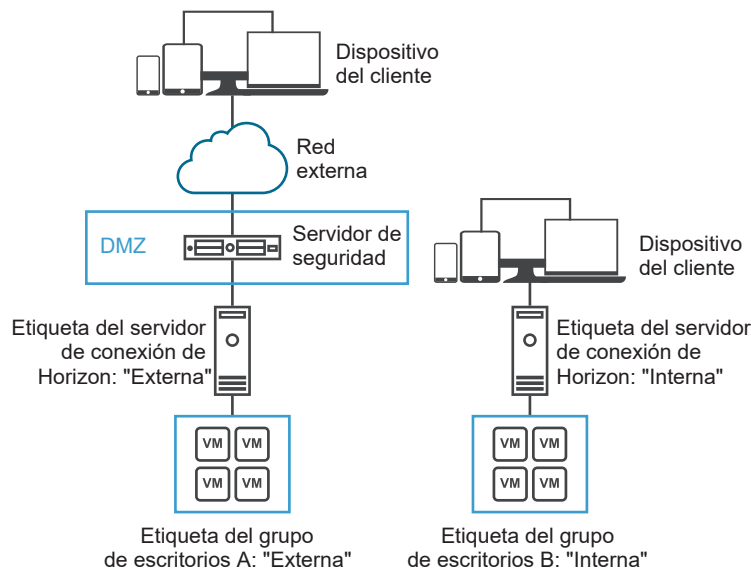 Dispositivo
del cliente
Red
externa
DMZ
Servidor de
seguridad
Dispositivo
del cliente
Etiqueta del servidor
de conexión de
Horizon: "Externa"
Etiqueta del servidor
de conexión de
Horizon: "Interna"
VM VM
VM VM
VM VM
VM VM
Etiqueta del grupo
de escritorios A: "Externa"
Etiqueta del grupo
de escritorios B: "Interna"